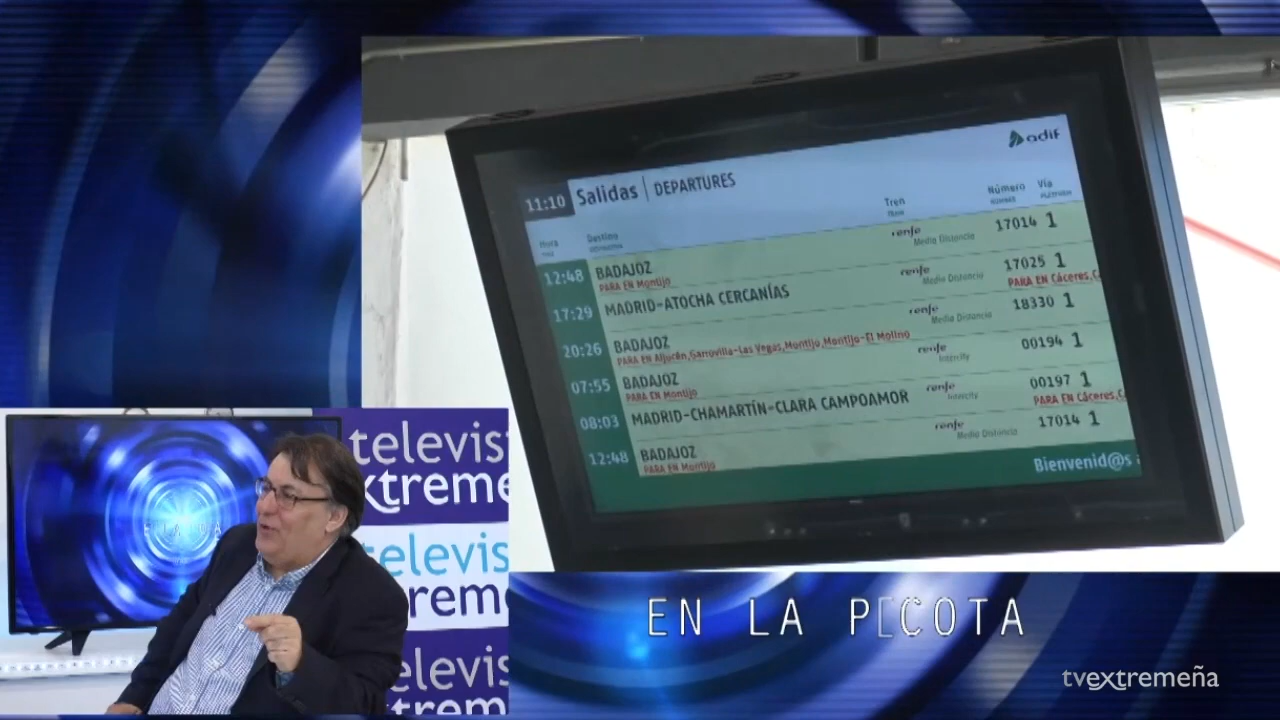 adif
11:10 Salidas | DEPARTURES
Hora Destino Tren Número Vía
12:48 BADAJOZ renfe Media Distancia 17014 1
PARA EN Montijo
17:29 MADRID-ATOCHA CERCANÍAS renfe Media Distancia 17025 1
PARA EN Cáceres,C
20:26 BADAJOZ renfe Media Distancia 18330 1
PARA EN Aljucén,Garrovilla-Las Vegas,Montijo,Montijo-El Molino
07:55 BADAJOZ renfe Intercity 00194 1
PARA EN Montijo
08:03 MADRID-CHAMARTÍN-CLARA CAMPOAMOR renfe Intercity 00197 1
PARA EN Cáceres,C
12:48 BADAJOZ renfe Media Distancia 17014 1
PARA EN Montijo
Bienvenid@s a
televisi
xtreme
televis
rem
elevis
xtrem
EN LA PICOTA
tvextremeña